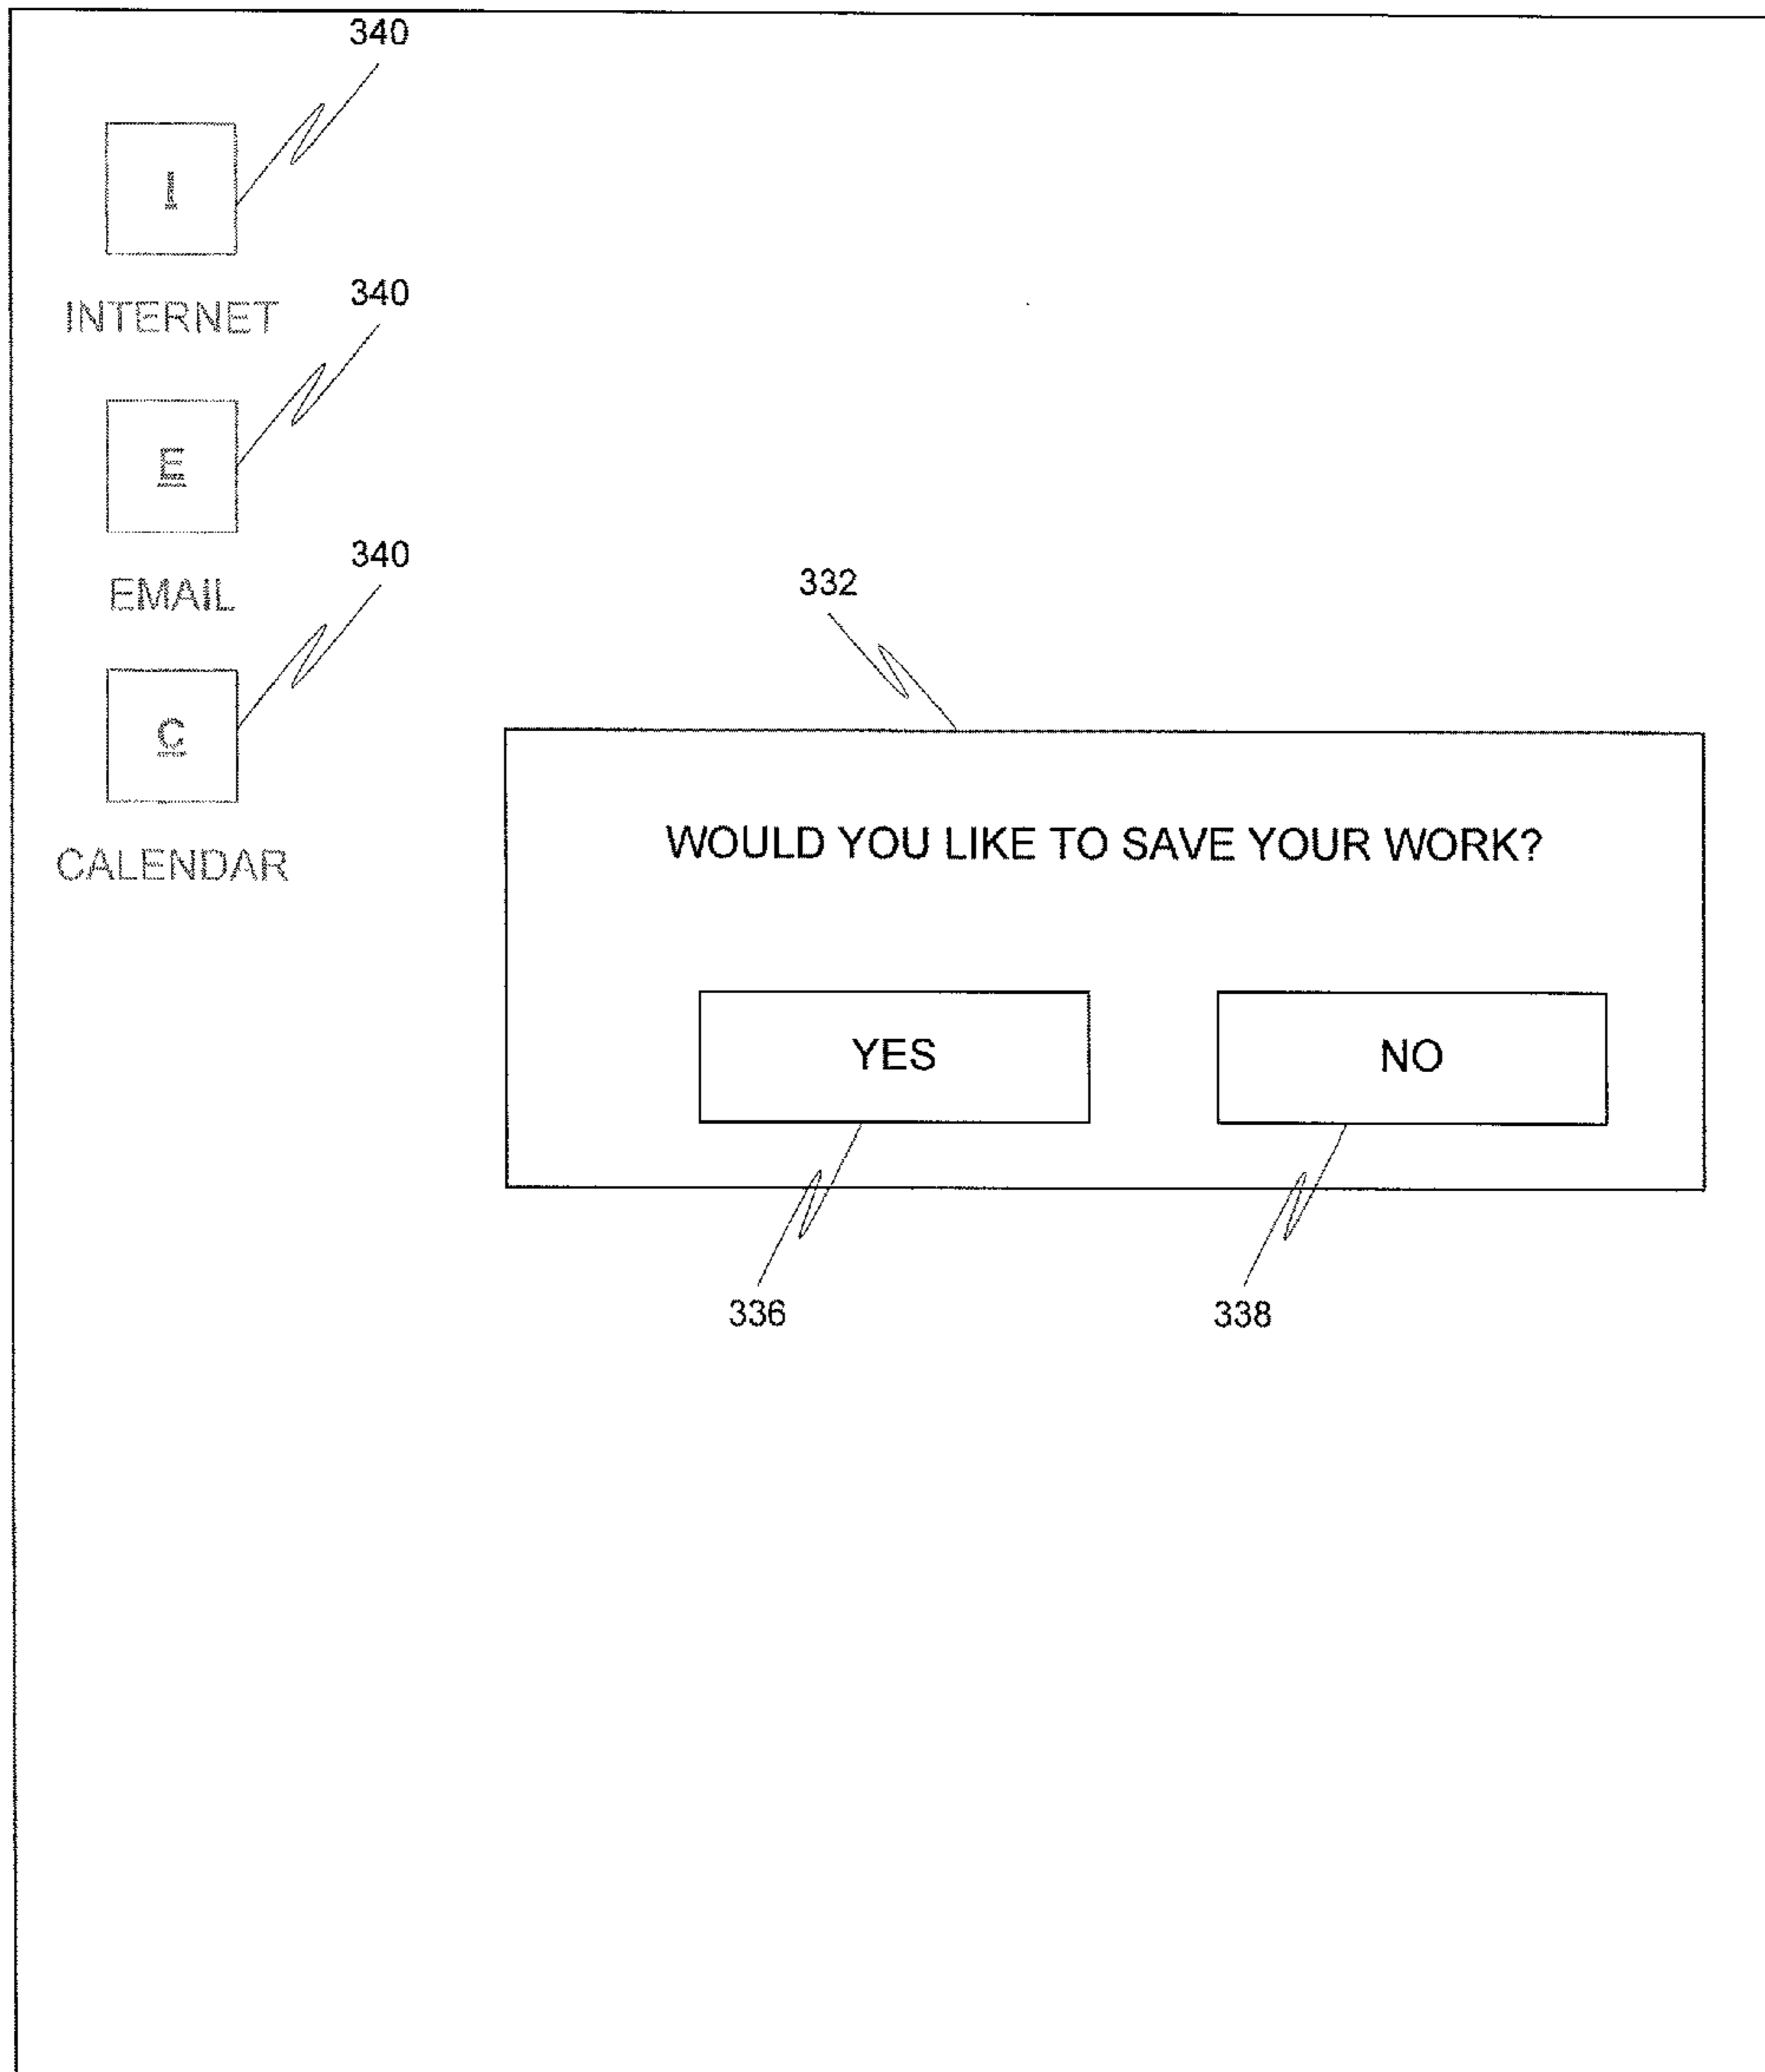 340
I
INTERNET
340
E
EMAIL
340
C
CALENDAR
332
WOULD YOU LIKE TO SAVE YOUR WORK?
YES
NO
336
338